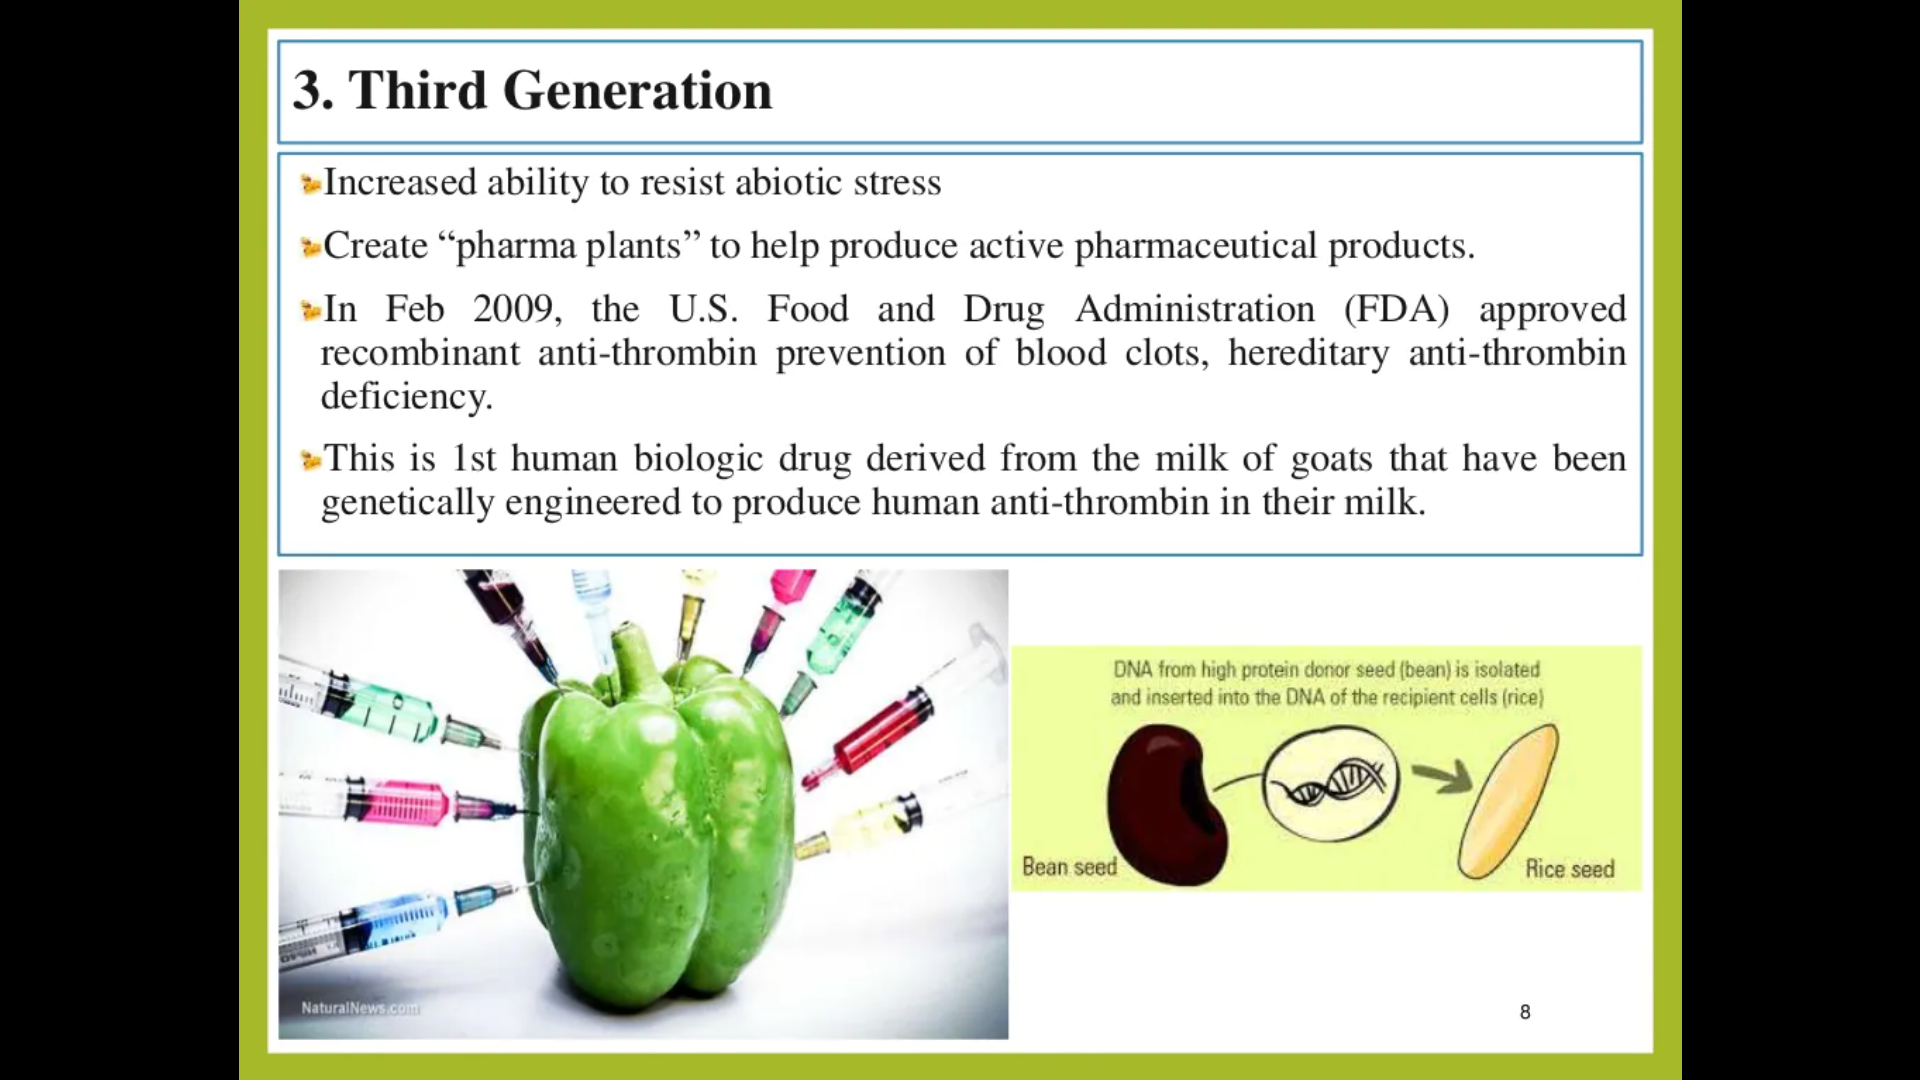 3. Third Generation
Increased ability to resist abiotic stress
Create “pharma plants” to help produce active pharmaceutical products.
In Feb 2009, the U.S. Food and Drug Administration (FDA) approved
recombinant anti-thrombin prevention of blood clots, hereditary anti-thrombin
deficiency.
This is 1st human biologic drug derived from the milk of goats that have been
genetically engineered to produce human anti-thrombin in their milk.
DNA from high protein donor seed (bean) is isolated
and inserted into the DNA of the recipient cells (rice)
Bean seed
Rice seed
NaturalNews.com
8